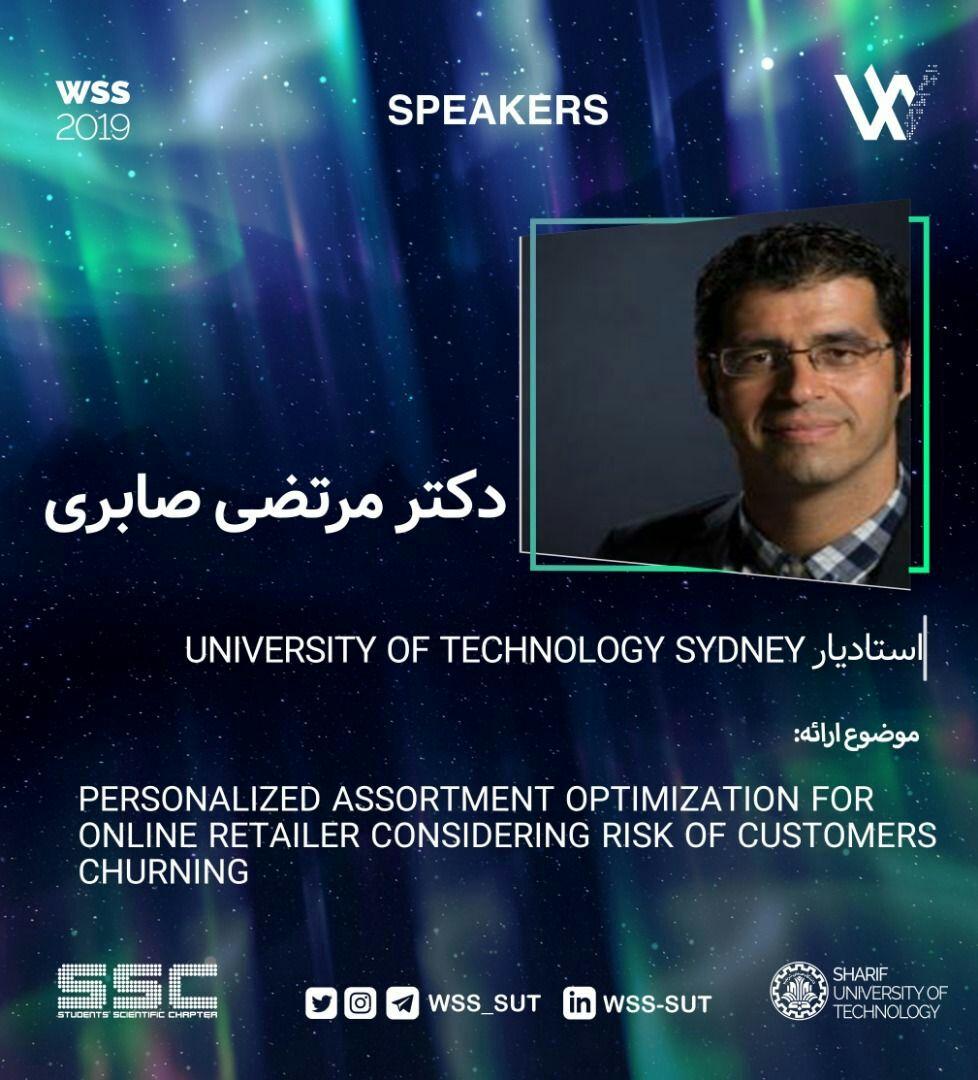 WSS
2019
SPEAKERS
دکتر مرتضی صابری
استادیار UNIVERSITY OF TECHNOLOGY SYDNEY
موضوع ارائه:
PERSONALIZED ASSORTMENT OPTIMIZATION FOR
ONLINE RETAILER CONSIDERING RISK OF CUSTOMERS
CHURNING
SSC
STUDENTS' SCIENTIFIC CHAPTER
WSS_SUT
in WSS-SUT
SHARIF
UNIVERSITY OF
TECHNOLOGY